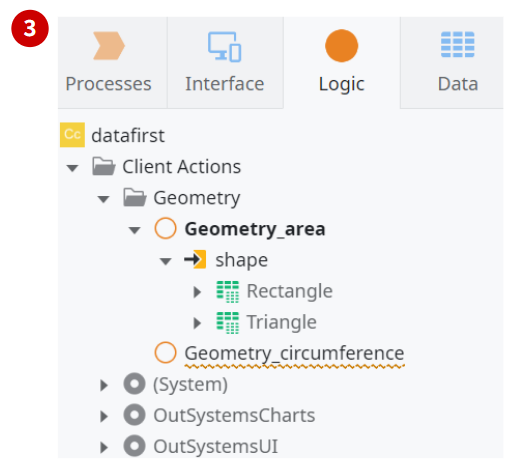 3
Processes
Interface
Logic
Data
Cc datafirst
Client Actions
Geometry
Geometry_area
shape
Rectangle
Triangle
Geometry_circumference
(System)
OutSystemsCharts
OutSystemsUI